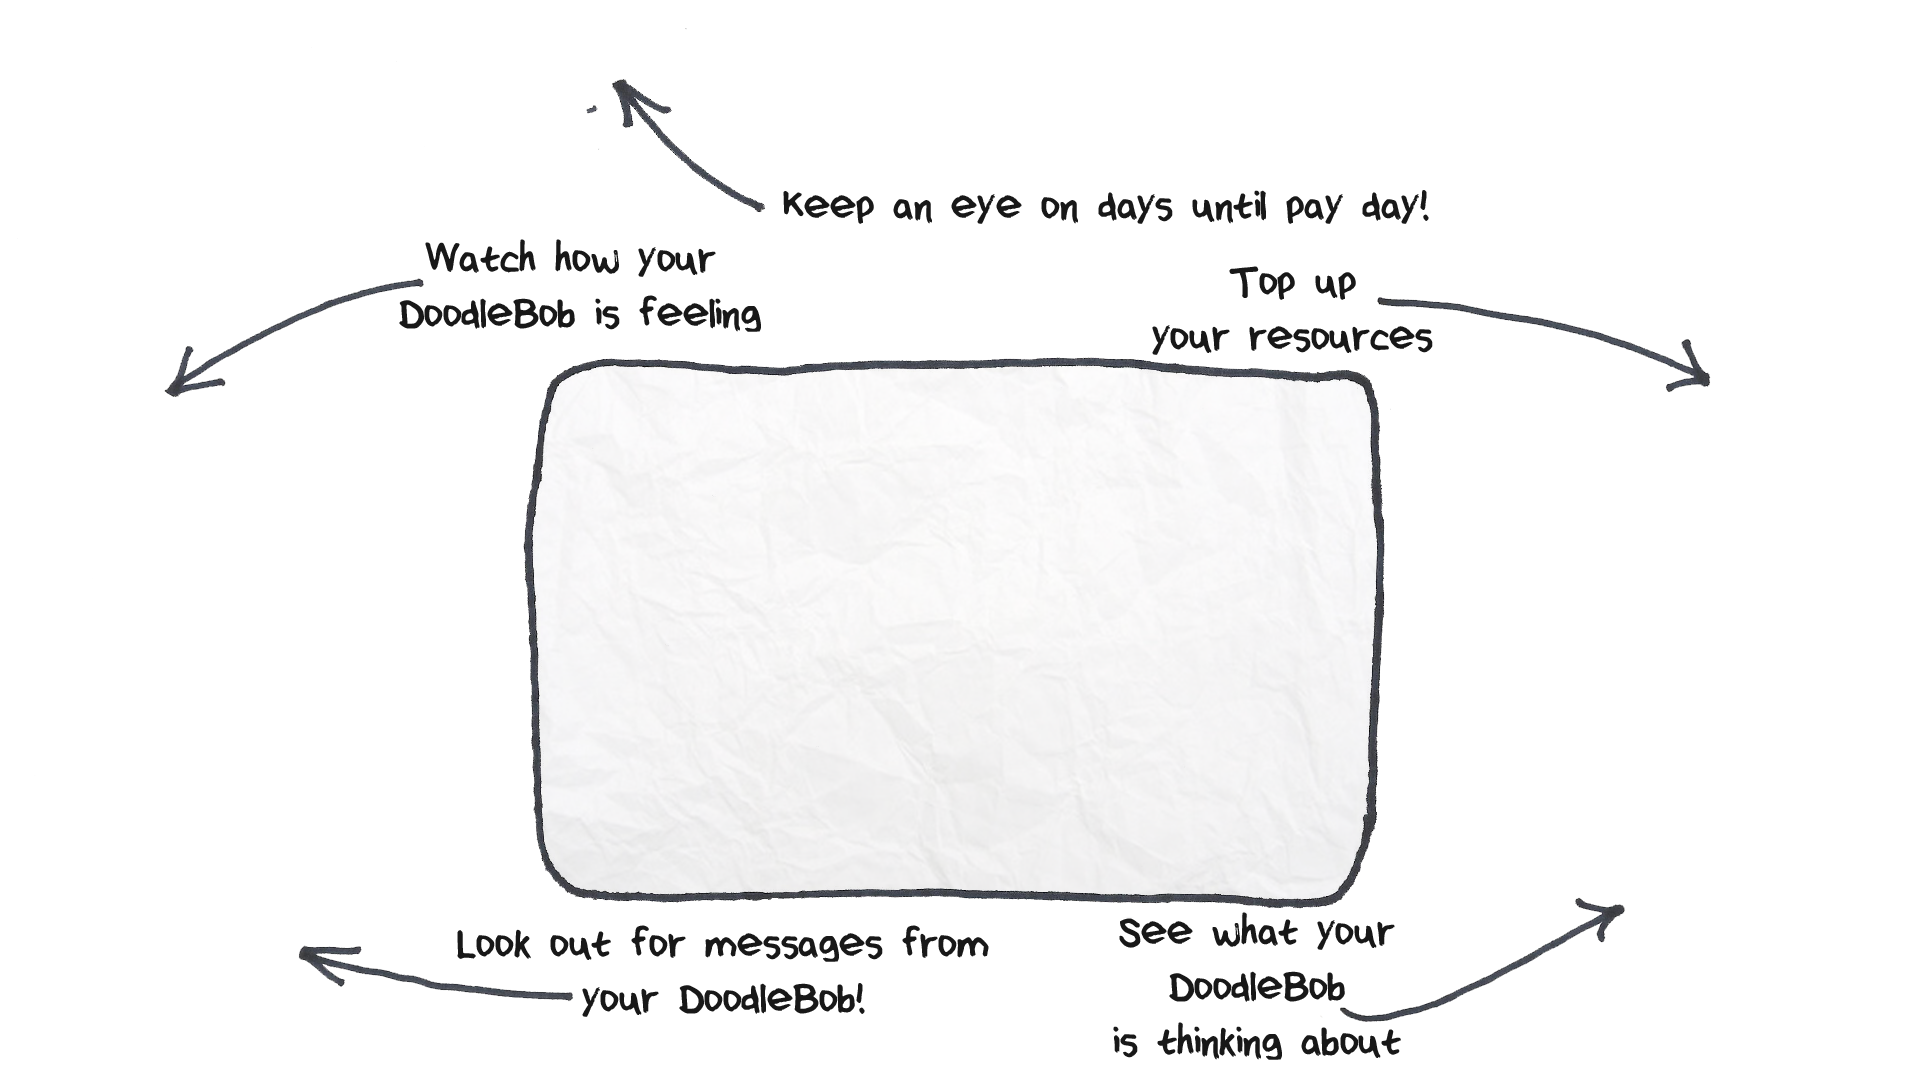 Keep an eye on days until pay day!
Watch how your
DoodleBob is feeling
Top up
your resources
Look out for messages from
your DoodleBob!
See what your
DoodleBob
is thinking about